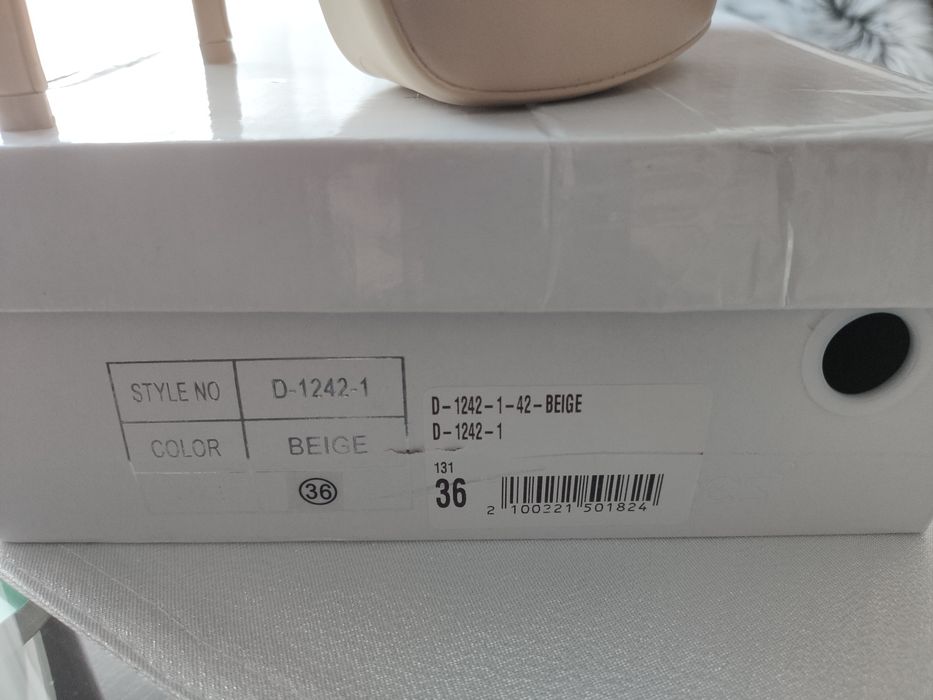 STYLE NO D-1242-1
COLOR BEIGE
36
D-1242-1-42-BEIGE
D-1242-1
131
36
2 100221 501824